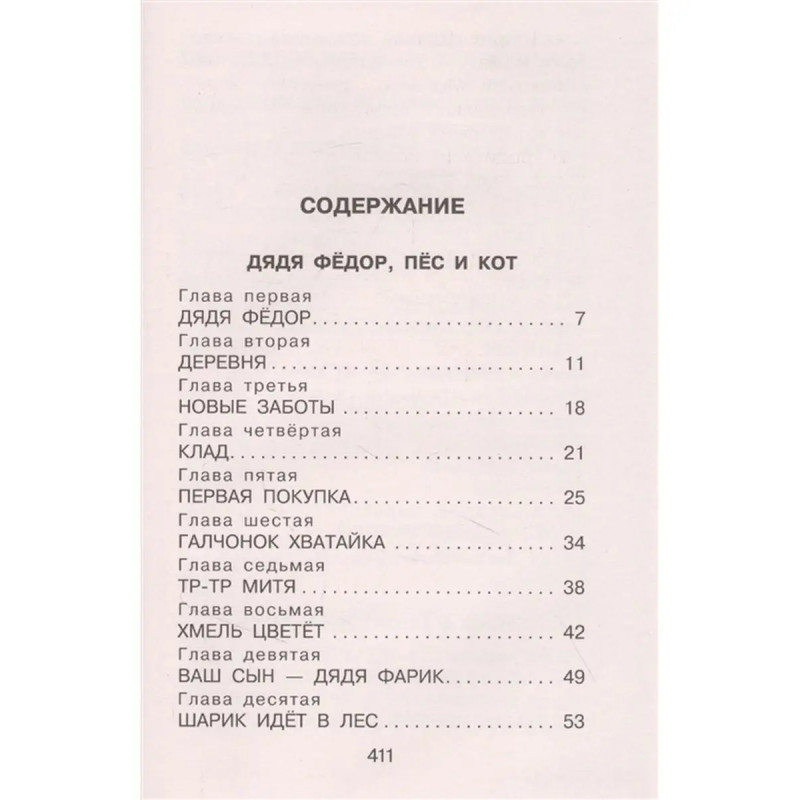 СОДЕРЖАНИЕ
ДЯДЯ ФЁДОР, ПЁС И КОТ
Глава первая
ДЯДЯ ФЁДОР......................... 7
Глава вторая
ДЕРЕВНЯ............................ 11
Глава третья
НОВЫЕ ЗАБОТЫ..................... 18
Глава четвёртая
КЛАД................................ 21
Глава пятая
ПЕРВАЯ ПОКУПКА.................... 25
Глава шестая
ГАЛЧОНОК ХВАТАЙКА................ 34
Глава седьмая
ТР-ТР МИТЯ......................... 38
Глава восьмая
ХМЕЛЬ ЦВЕТЁТ...................... 42
Глава девятая
ВАШ СЫН — ДЯДЯ ФАРИК........... 49
Глава десятая
ШАРИК ИДЁТ В ЛЕС................. 53
411